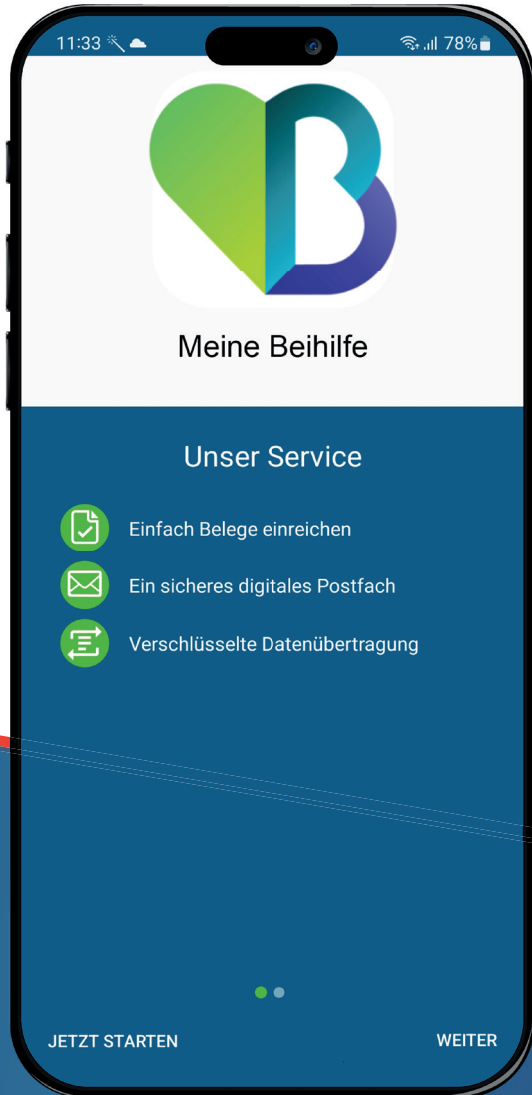 11:33 78%
Meine Beihilfe
Unser Service
Einfach Belege einreichen
Ein sicheres digitales Postfach
Verschlüsselte Datenübertragung
JETZT STARTEN WEITER